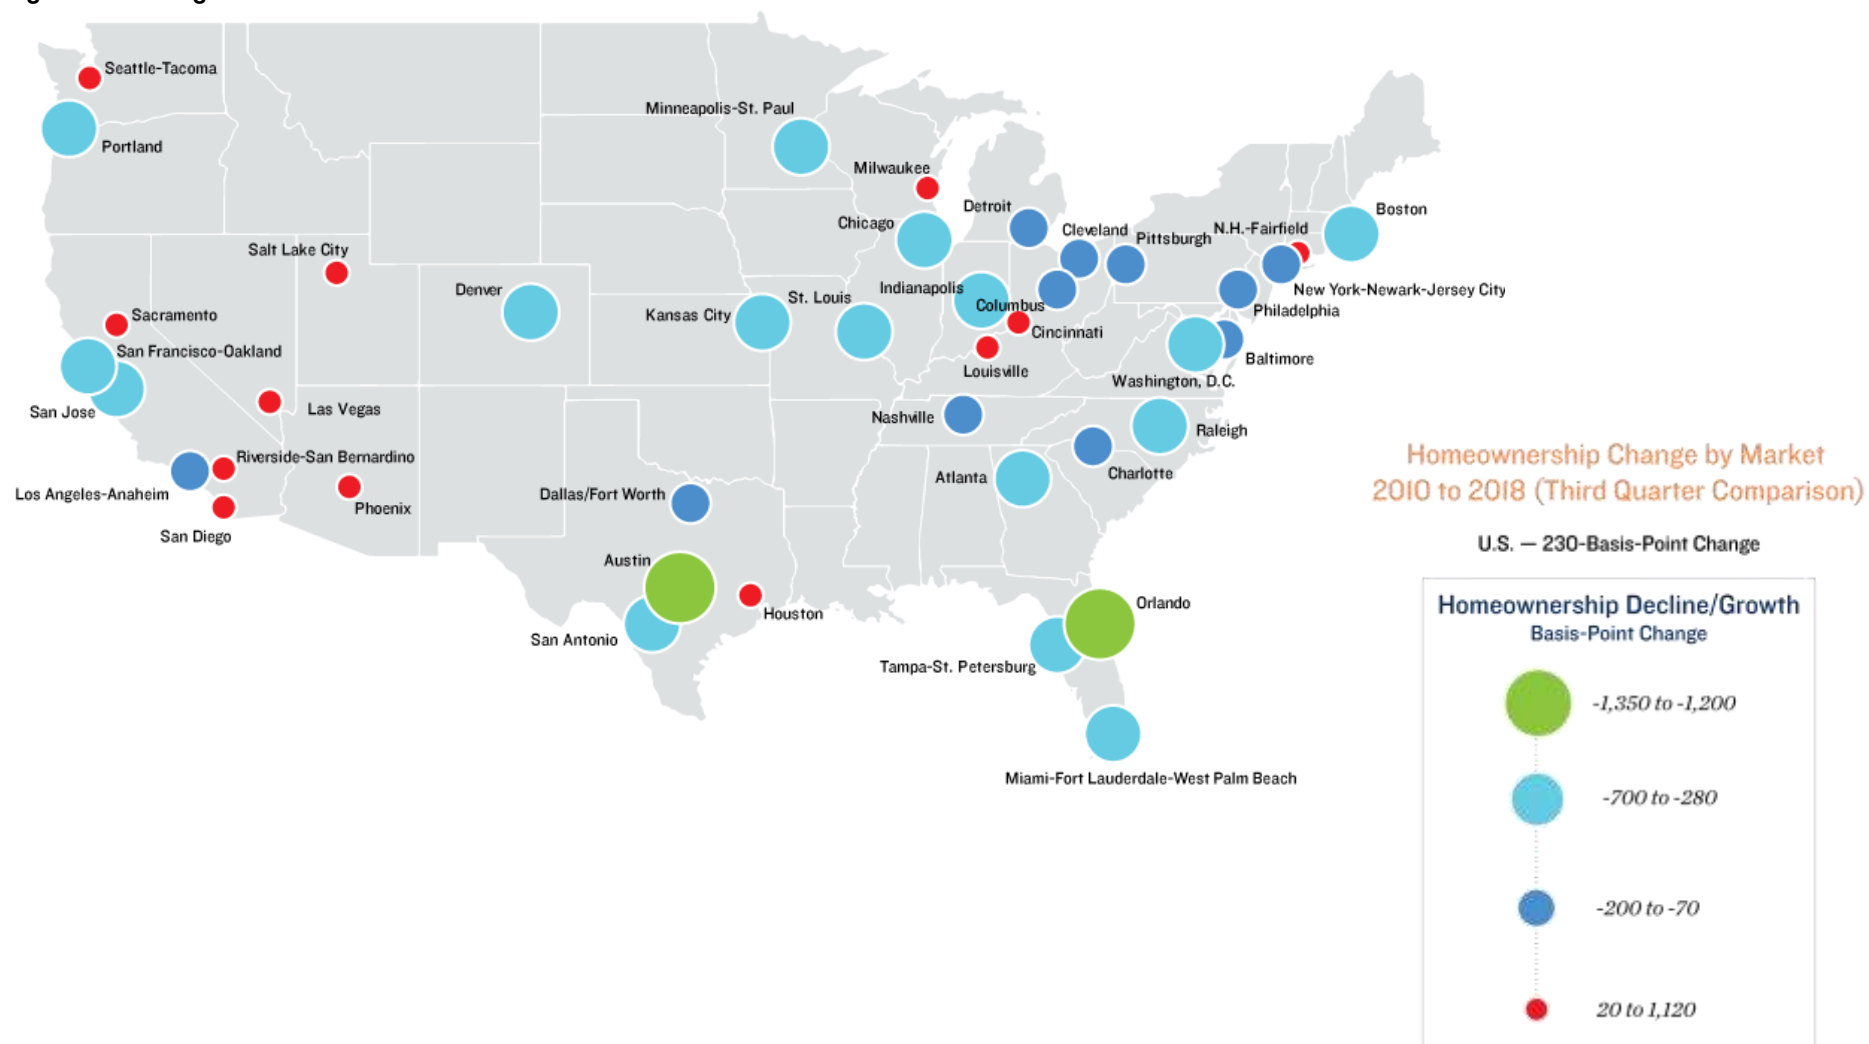 Seattle-Tacoma
Portland
Minneapolis-St. Paul
Milwaukee
Detroit
Chicago
Cleveland
Pittsburgh
N.H.-Fairfield
Boston
Salt Lake City
Denver
Kansas City
St. Louis
Indianapolis
Columbus
Cincinnati
Louisville
New York-Newark-Jersey City
Philadelphia
Baltimore
Washington, D.C.
Sacramento
San Francisco-Oakland
San Jose
Las Vegas
Nashville
Raleigh
Charlotte
Atlanta
Riverside-San Bernardino
Los Angeles-Anaheim
Phoenix
San Diego
Dallas/Fort Worth
Austin
Houston
San Antonio
Orlando
Tampa-St. Petersburg
Miami-Fort Lauderdale-West Palm Beach
Homeownership Change by Market
2010 to 2018 (Third Quarter Comparison)
U.S. — 230-Basis-Point Change
Homeownership Decline/Growth
Basis-Point Change
-1,350 to -1,200
-700 to -280
-200 to -70
20 to 1,120